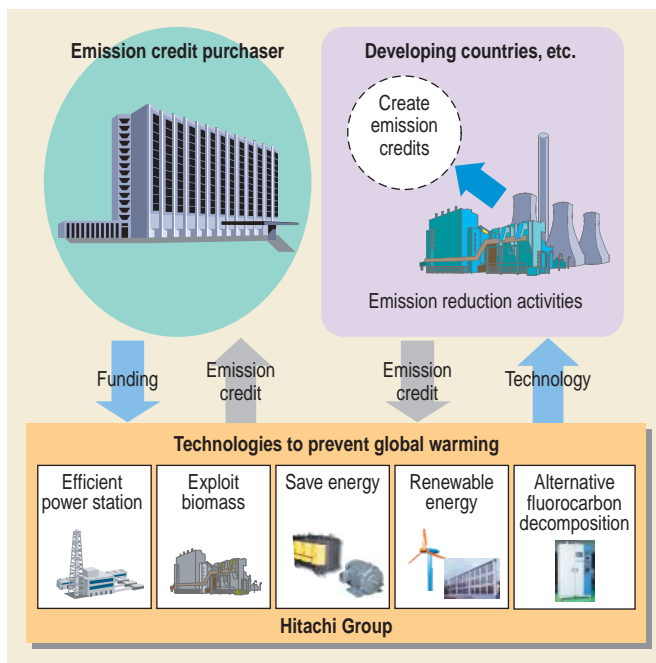 Emission credit purchaser
Developing countries, etc.
Create
emission
credits
Emission reduction activities
Funding
Emission
credit
Emission
credit
Technology
Technologies to prevent global warming
Efficient
power station
Exploit
biomass
Save energy
Renewable
energy
Alternative
fluorocarbon
decomposition
Hitachi Group